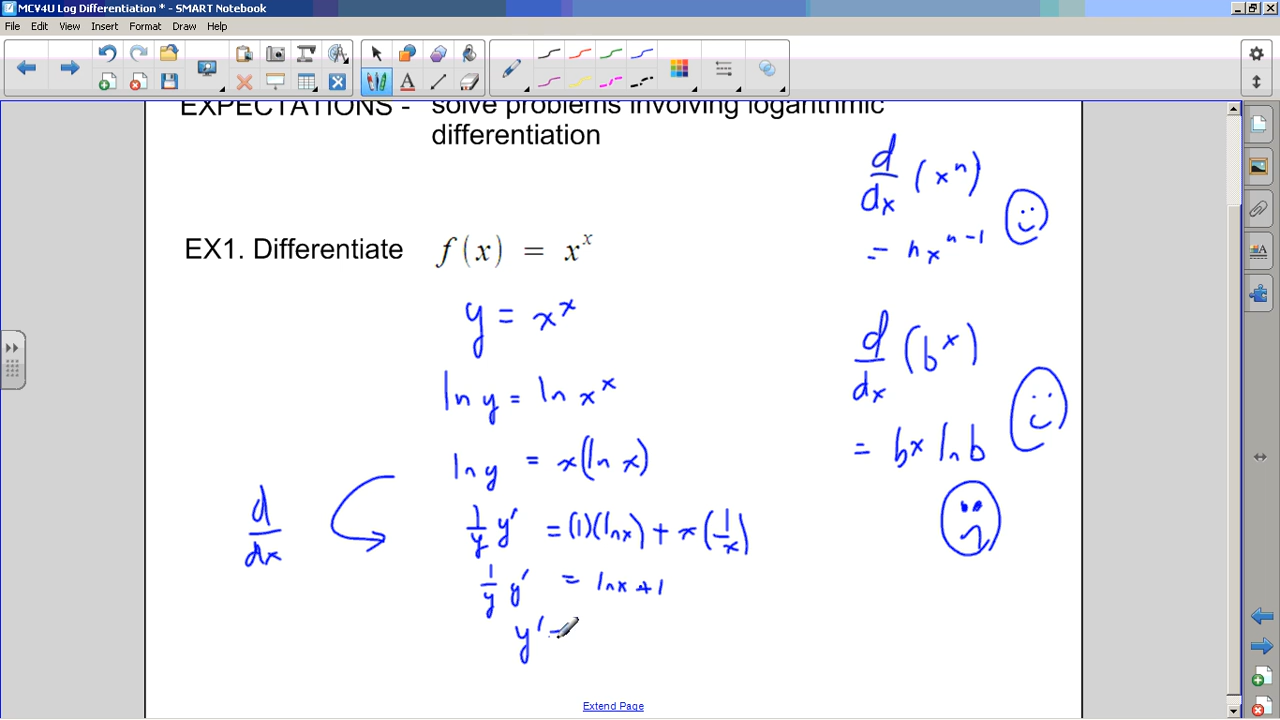 MCV4U Log Differentiation * - SMART Notebook
File Edit View Insert Format Draw Help
EXPECTATIONS - solve problems involving logarithmic
differentiation
EX1. Differentiate f(x) = x^x
y = x^x
ln y = ln x^x
ln y = x(ln x)
d/dx
1/y y' = (1)(ln x) + x(1/x)
1/y y' = ln x + 1
y' =
d/dx (x^n)
= n x^(n-1)
d/dx (b^x)
= b^x ln b
Extend Page